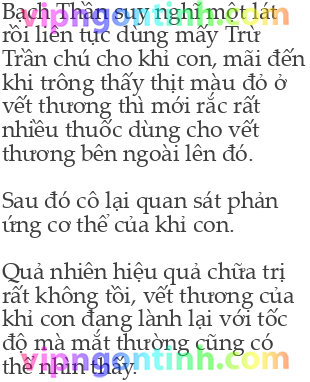 Bạch Thần suy nghĩ một lát
vipngontinh.com
rồi liên tục dùng mấy Trừ
Trần chú cho khỉ con, mãi đến
khi trông thấy thịt màu đỏ ở
vết thương thì mới rắc rất
nhiều thuốc dùng cho vết
thương bên ngoài lên đó.
Sau đó cô lại quan sát phản
ứng cơ thể của khỉ con.
Quả nhiên hiệu quả chữa trị
rất không tồi, vết thương của
khỉ con đang lành lại với tốc
độ mà mắt thường cũng có
thể nhìn thấy.
vipngontinh.com